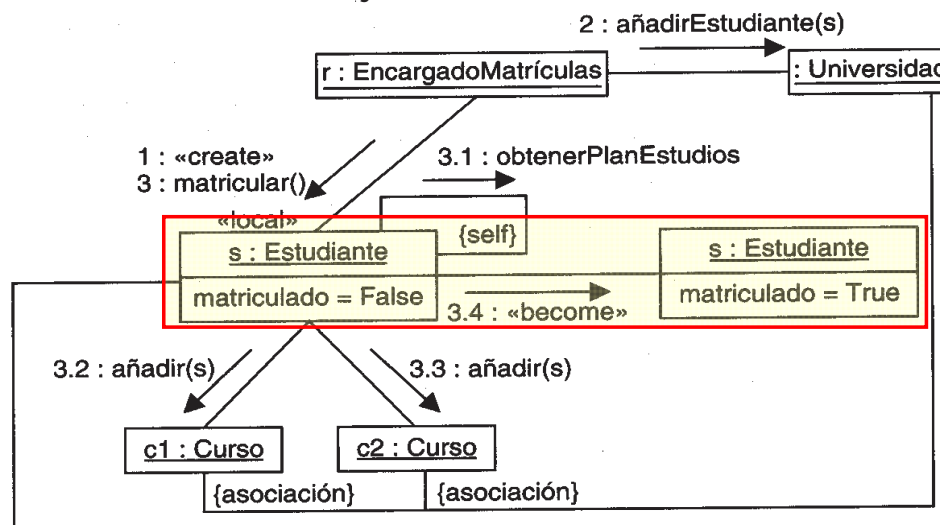 2 : añadirEstudiante(s)
r : EncargadoMatrículas
: Universidad
1 : «create»
3 : matricular()
3.1 : obtenerPlanEstudios
«local»
{self}
s : Estudiante
matriculado = False
3.4 : «become»
s : Estudiante
matriculado = True
3.2 : añadir(s)
3.3 : añadir(s)
c1 : Curso
c2 : Curso
{asociación}
{asociación}